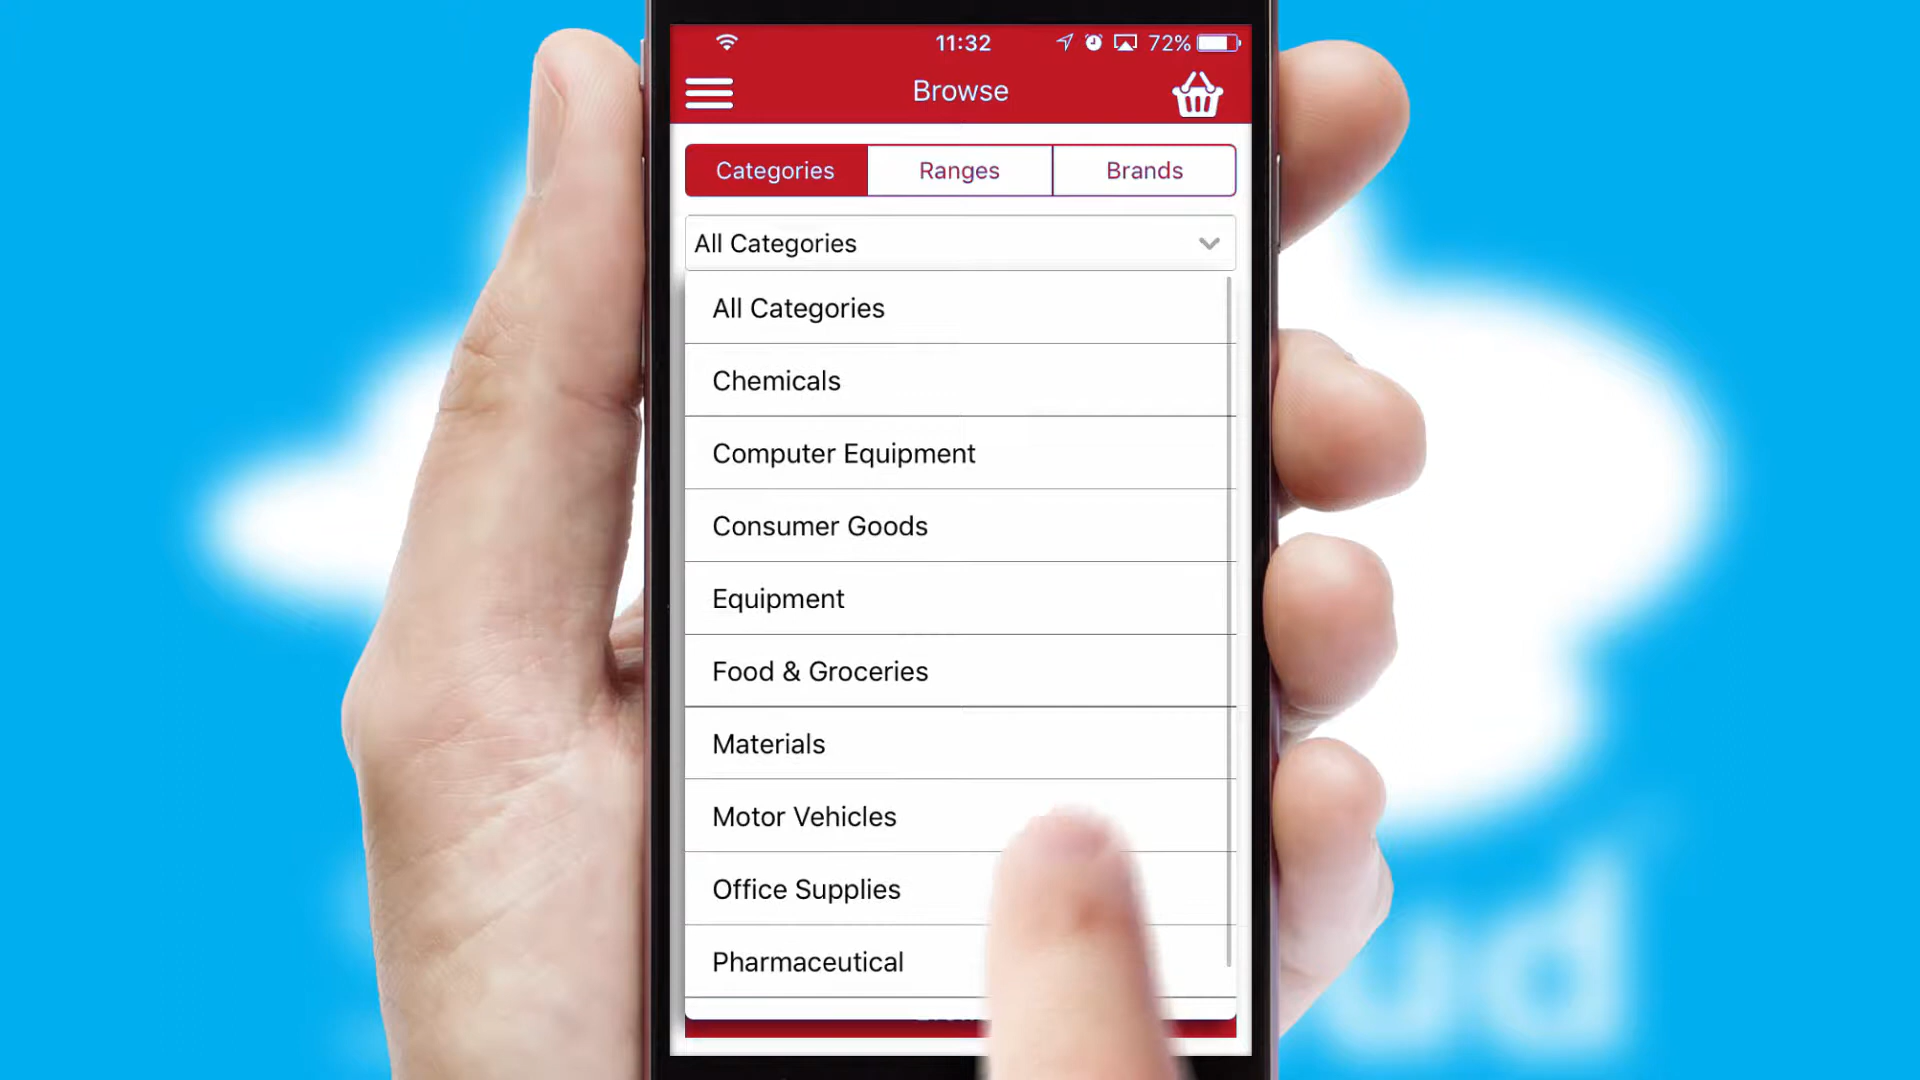 11:32
72%
Browse
Categories
Ranges
Brands
All Categories
All Categories
Chemicals
Computer Equipment
Consumer Goods
Equipment
Food & Groceries
Materials
Motor Vehicles
Office Supplies
Pharmaceutical
ud